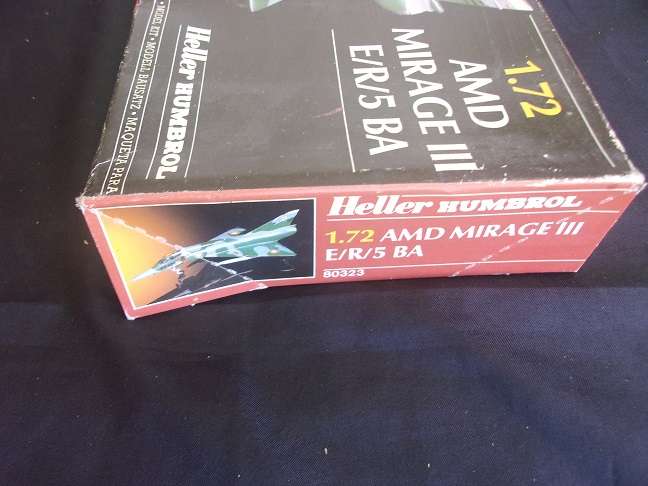 1.72
AMD
MIRAGE III
E/R/5 BA
Heller HUMBROL
• MODEL KIT • MODELL BAUSATZ • MAQUETA PARA
Heller HUMBROL
1.72 AMD MIRAGE III
E/R/5 BA
80323